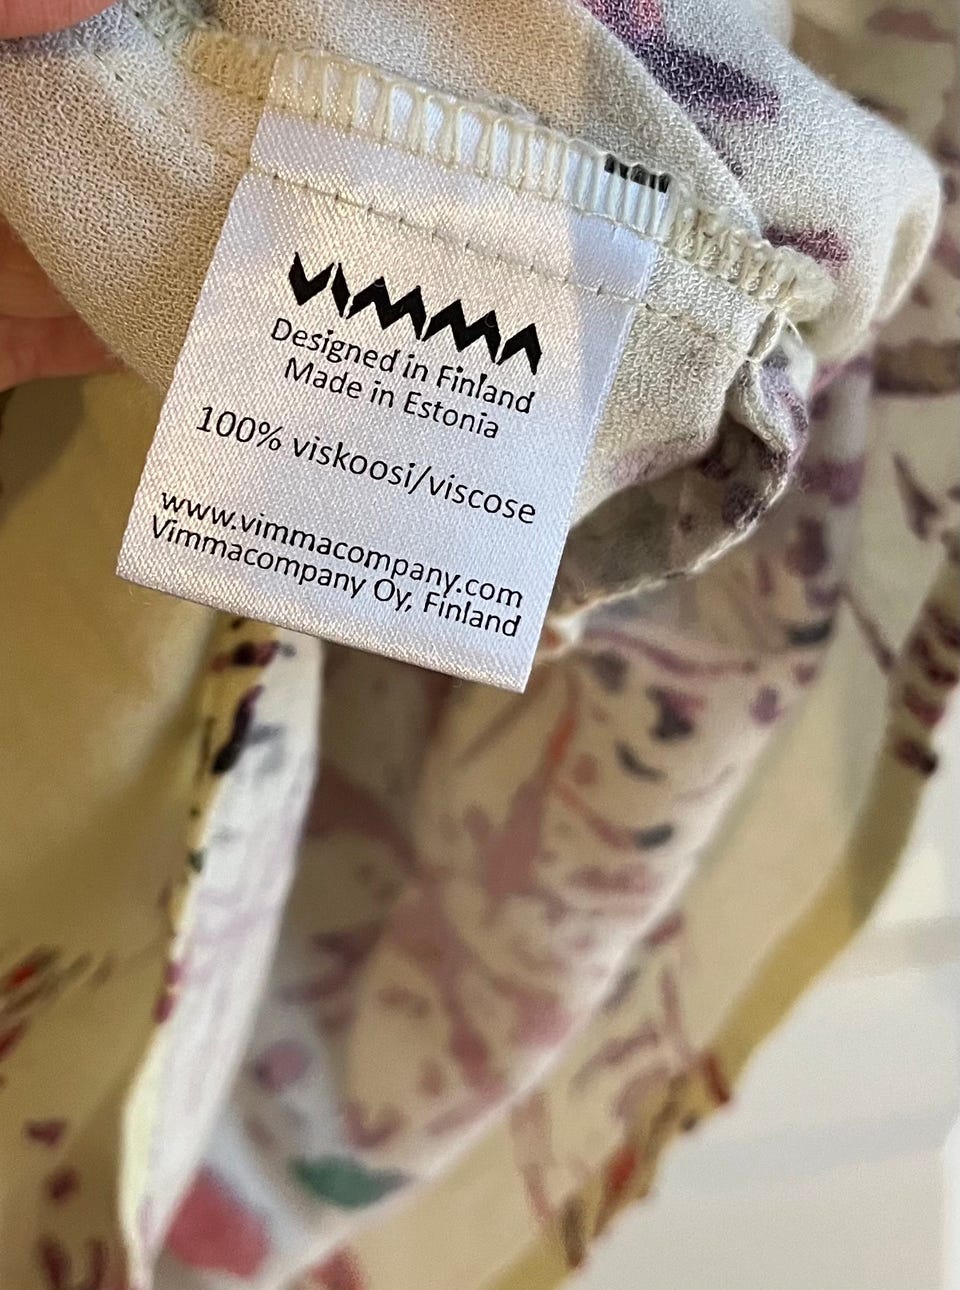 VIMMA
Designed in Finland
Made in Estonia
100% viskoosi/viscose
www.vimmacompany.com
Vimmacompany Oy, Finland